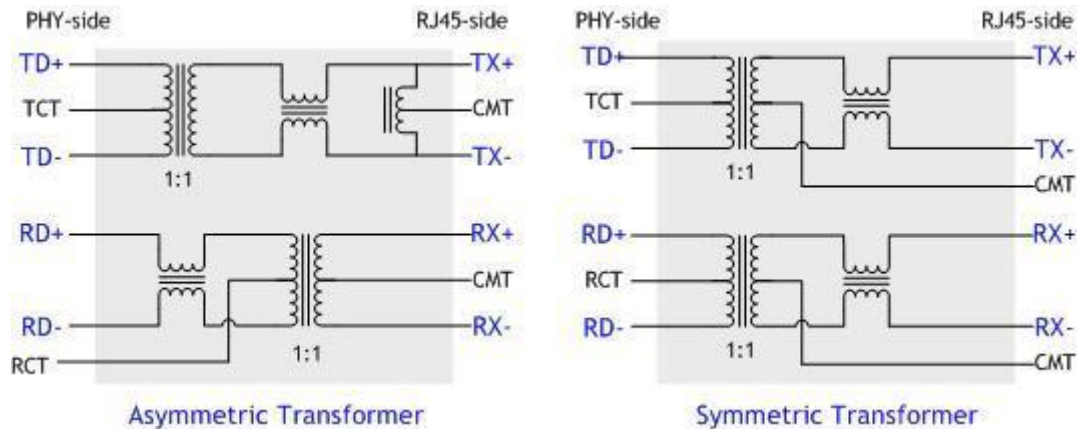 PHY-side
RJ45-side
TD+
TX+
TCT
CMT
TD-
TX-
1:1
RD+
RX+
CMT
RD-
RX-
RCT
1:1
Asymmetric Transformer
PHY-side
RJ45-side
TD+
TX+
TCT
TD-
TX-
1:1
CMT
RD+
RX+
RCT
RD-
RX-
1:1
CMT
Symmetric Transformer